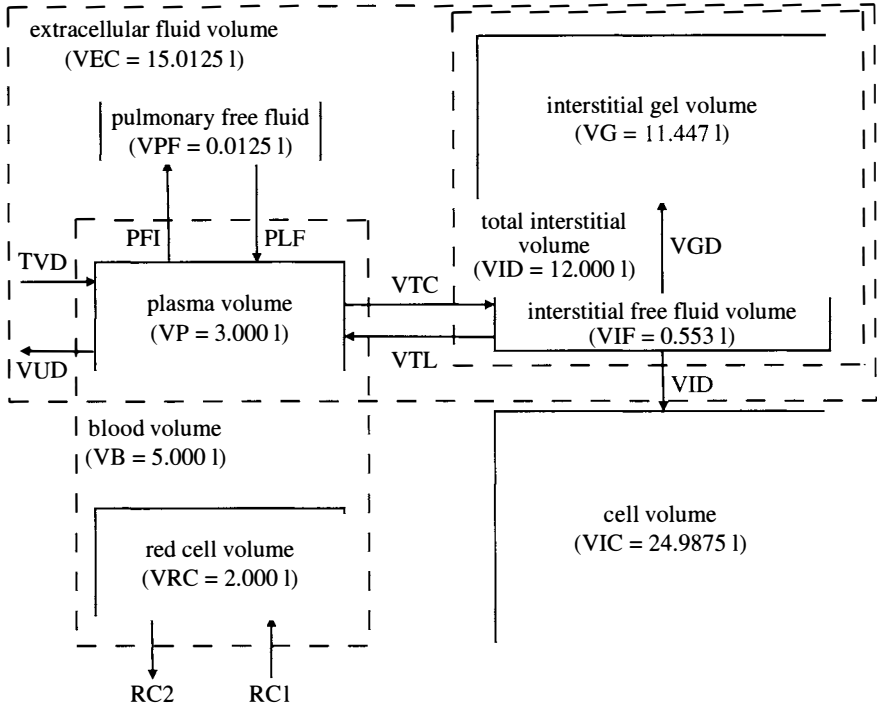 extracellular fluid volume
(VEC = 15.0125 l)
pulmonary free fluid
(VPF = 0.0125 l)
interstitial gel volume
(VG = 11.447 l)
PFI
PLF
total interstitial
volume
(VID = 12.000 l)
VGD
TVD
plasma volume
(VP = 3.000 l)
VTC
interstitial free fluid volume
(VIF = 0.553 l)
VUD
VTL
VID
blood volume
(VB = 5.000 l)
red cell volume
(VRC = 2.000 l)
cell volume
(VIC = 24.9875 l)
RC2
RC1